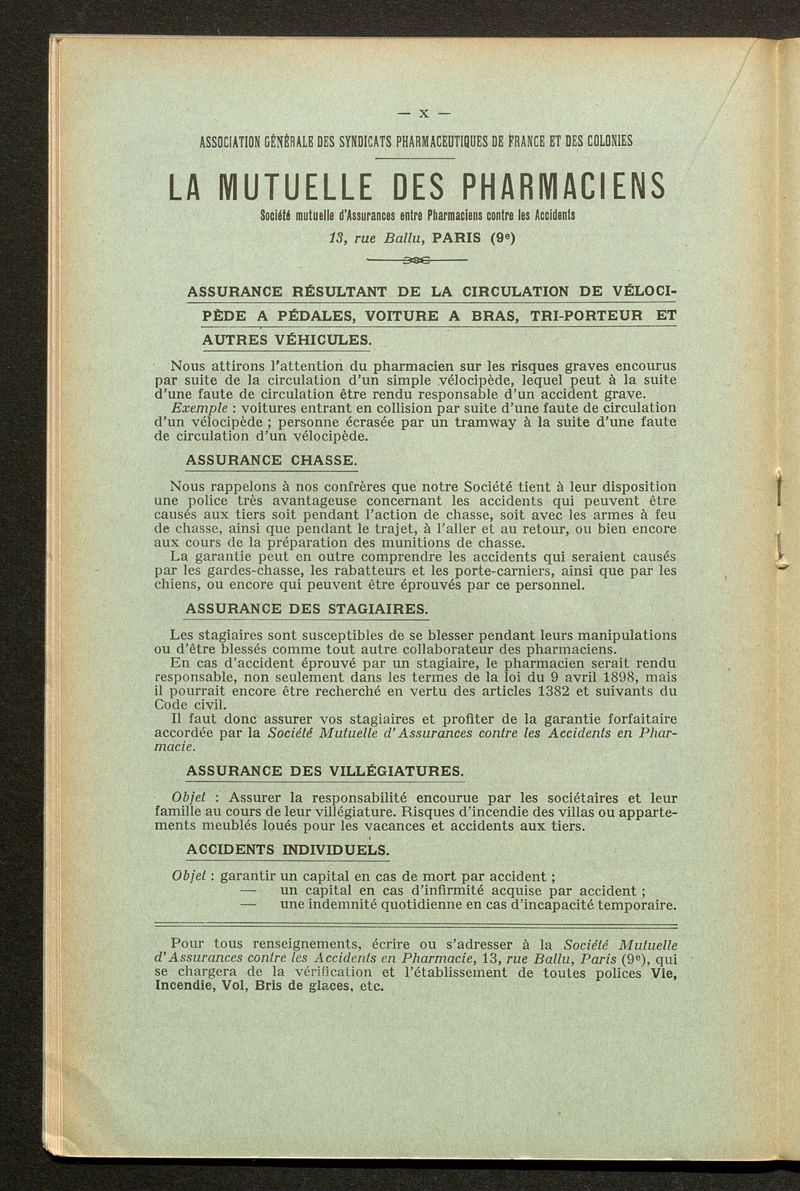 — x —
ASSOCIATION GÉNÉRALE DES SYNDICATS PHARMACEUTIQUES DE FRANCE ET DES COLONIES
LA MUTUELLE DES PHARMACIENS
Société mutuelle d'Assurances entre Pharmaciens contre les Accidents
13, rue Ballu, PARIS (9e)
ASSURANCE RÉSULTANT DE LA CIRCULATION DE VÉLOCI-
PÈDE A PÉDALES, VOITURE A BRAS, TRI-PORTEUR ET
AUTRES VÉHICULES.
Nous attirons l'attention du pharmacien sur les risques graves encourus
par suite de la circulation d'un simple vélocipède, lequel peut à la suite
d'une faute de circulation être rendu responsable d'un accident grave.
Exemple : voitures entrant en collision par suite d'une faute de circulation
d'un vélocipède ; personne écrasée par un tramway à la suite d'une faute
de circulation d'un vélocipède.
ASSURANCE CHASSE.
Nous rappelons à nos confrères que notre Société tient à leur disposition
une police très avantageuse concernant les accidents qui peuvent être
causés aux tiers soit pendant l'action de chasse, soit avec les armes à feu
de chasse, ainsi que pendant le trajet, à l'aller et au retour, ou bien encore
aux cours de la préparation des munitions de chasse.
La garantie peut en outre comprendre les accidents qui seraient causés
par les gardes-chasse, les rabatteurs et les porte-carniers, ainsi que par les
chiens, ou encore qui peuvent être éprouvés par ce personnel.
ASSURANCE DES STAGIAIRES.
Les stagiaires sont susceptibles de se blesser pendant leurs manipulations
ou d'être blessés comme tout autre collaborateur des pharmaciens.
En cas d'accident éprouvé par un stagiaire, le pharmacien serait rendu
responsable, non seulement dans les termes de la loi du 9 avril 1898, mais
il pourrait encore être recherché en vertu des articles 1382 et suivants du
Code civil.
Il faut donc assurer vos stagiaires et profiter de la garantie forfaitaire
accordée par la Société Mutuelle d'Assurances contre les Accidents en Phar-
macie.
ASSURANCE DES VILLÉGIATURES.
Objet : Assurer la responsabilité encourue par les sociétaires et leur
famille au cours de leur villégiature. Risques d'incendie des villas ou apparte-
ments meublés loués pour les vacances et accidents aux tiers.
ACCIDENTS INDIVIDUELS.
Objet : garantir un capital en cas de mort par accident ;
— un capital en cas d'infirmité acquise par accident ;
— une indemnité quotidienne en cas d'incapacité temporaire.
Pour tous renseignements, écrire ou s'adresser à la Société Mutuelle
d'Assurances contre les Accidents en Pharmacie, 13, rue Ballu, Paris (9e), qui
se chargera de la vérification et l'établissement de toutes polices Vie,
Incendie, Vol, Bris de glaces, etc.